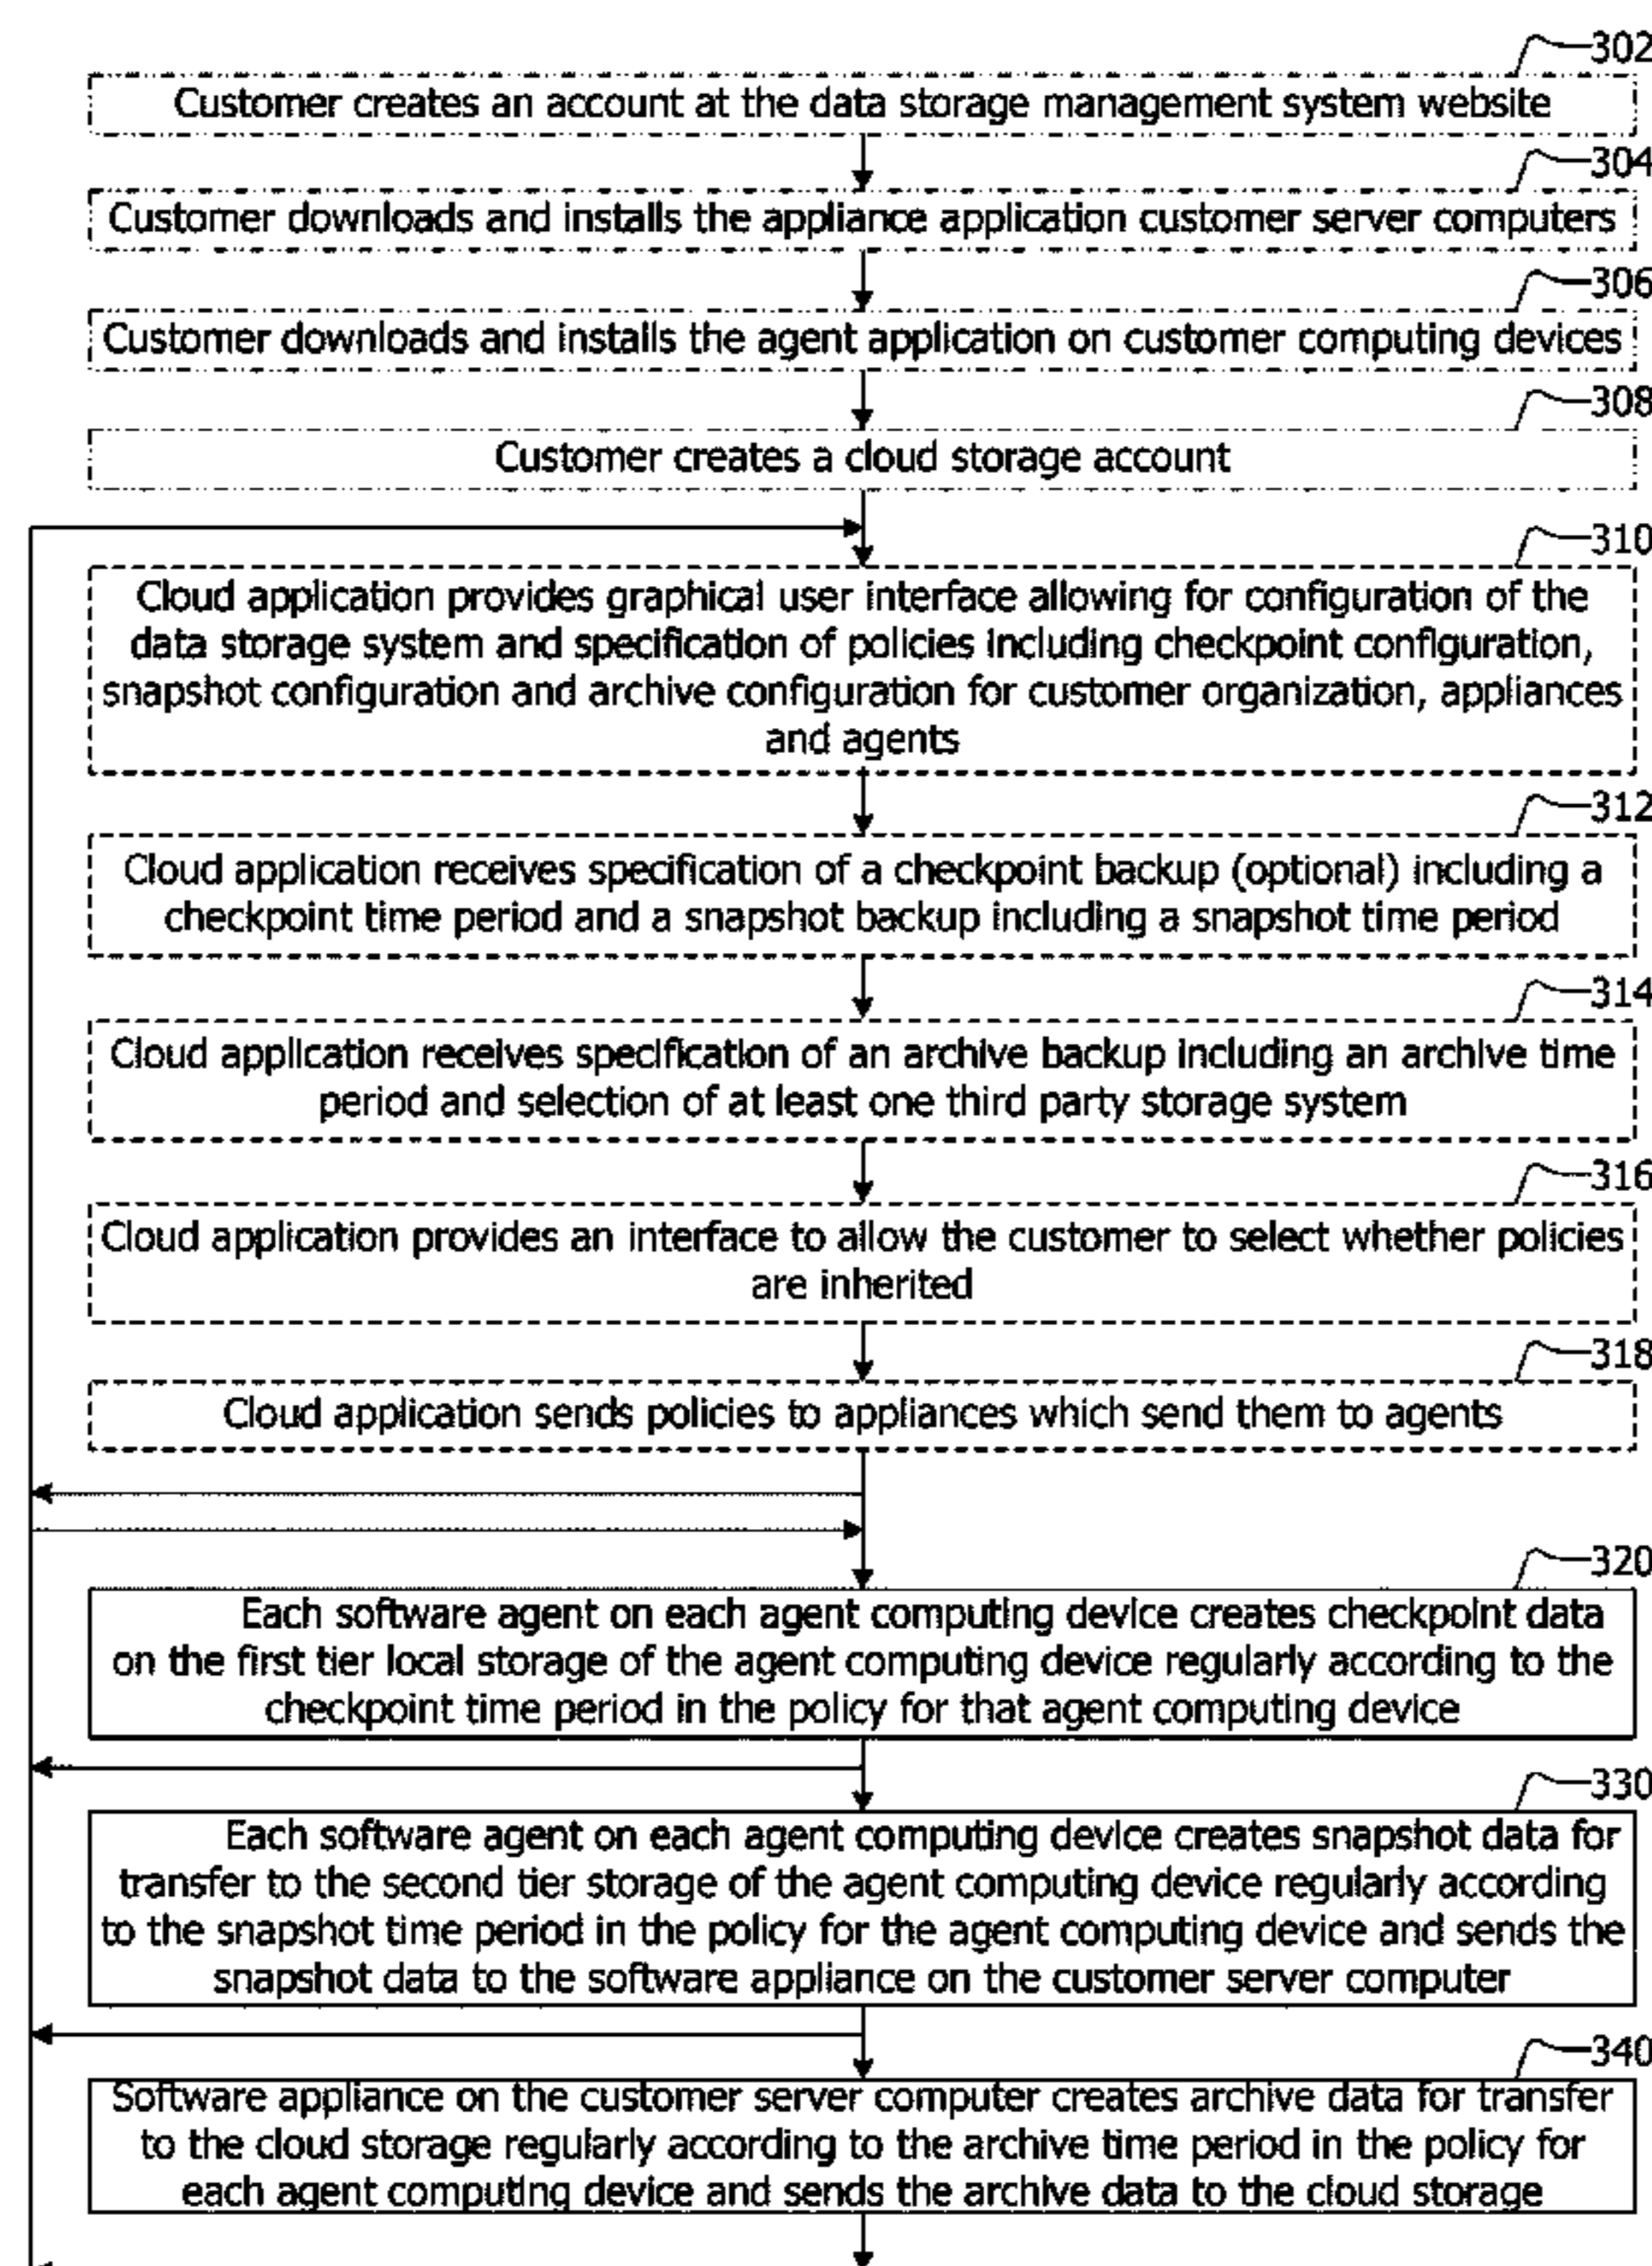 302
Customer creates an account at the data storage management system website
304
Customer downloads and installs the appliance application customer server computers
306
Customer downloads and installs the agent application on customer computing devices
308
Customer creates a cloud storage account
310
Cloud application provides graphical user interface allowing for configuration of the
data storage system and specification of policies including checkpoint configuration,
snapshot configuration and archive configuration for customer organization, appliances
and agents
312
Cloud application receives specification of a checkpoint backup (optional) including a
checkpoint time period and a snapshot backup including a snapshot time period
314
Cloud application receives specification of an archive backup including an archive time
period and selection of at least one third party storage system
316
Cloud application provides an interface to allow the customer to select whether policies
are inherited
318
Cloud application sends policies to appliances which send them to agents
320
Each software agent on each agent computing device creates checkpoint data
on the first tier local storage of the agent computing device regularly according to the
checkpoint time period in the policy for that agent computing device
330
Each software agent on each agent computing device creates snapshot data for
transfer to the second tier storage of the agent computing device regularly according
to the snapshot time period in the policy for the agent computing device and sends the
snapshot data to the software appliance on the customer server computer
340
Software appliance on the customer server computer creates archive data for transfer
to the cloud storage regularly according to the archive time period in the policy for
each agent computing device and sends the archive data to the cloud storage